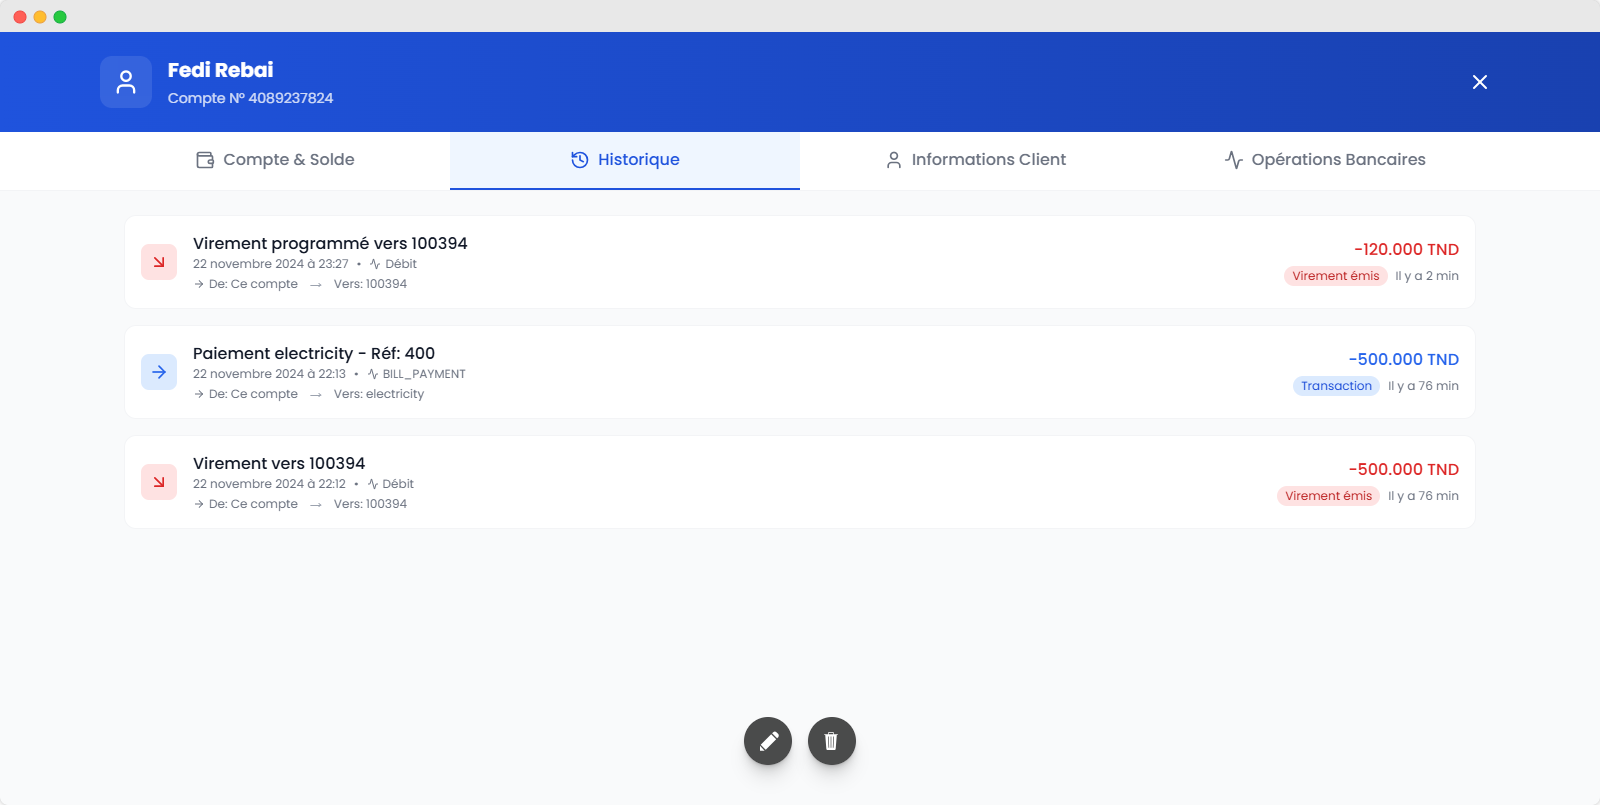 Fedi Rebai
Compte N° 4089237824
Compte & Solde
Historique
Informations Client
Opérations Bancaires
Virement programmé vers 100394
22 novembre 2024 à 23:27 • Débit
→ De: Ce compte → Vers: 100394
-120.000 TND
Virement émis Il y a 2 min
Paiement electricity - Réf: 400
22 novembre 2024 à 22:13 • BILL_PAYMENT
→ De: Ce compte → Vers: electricity
-500.000 TND
Transaction Il y a 76 min
Virement vers 100394
22 novembre 2024 à 22:12 • Débit
→ De: Ce compte → Vers: 100394
-500.000 TND
Virement émis Il y a 76 min